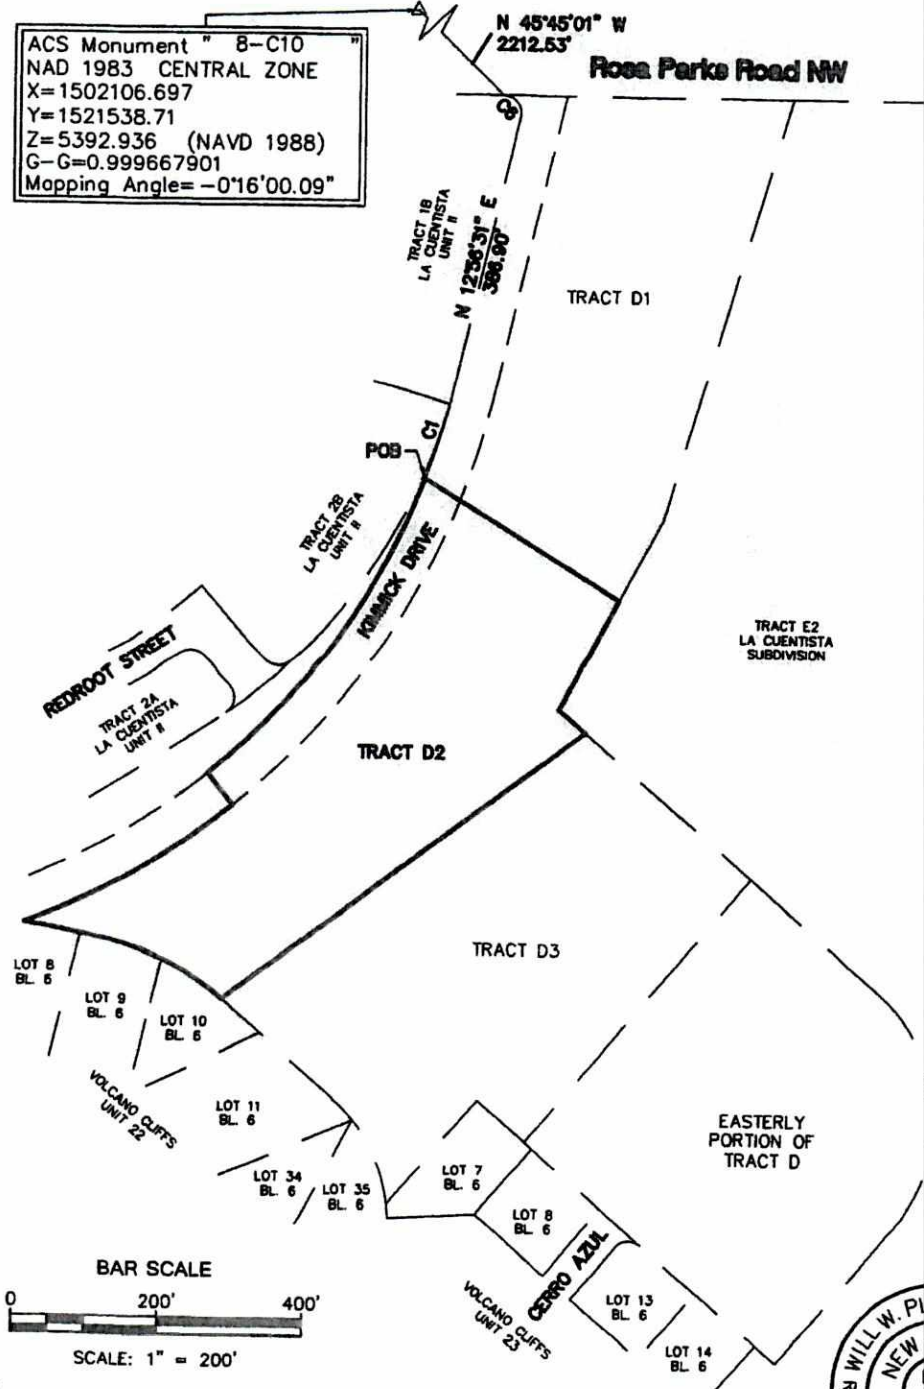 ACS Monument " 8-C10 "
NAD 1983 CENTRAL ZONE
X=1502106.697
Y=1521538.71
Z=5392.936 (NAVD 1988)
G-G=0.999667901
Mapping Angle= -0°16'00.09"
N 45°45'01" W
2212.53'
Rosa Parks Road NW
TRACT 1B
LA CUENTISTA
UNIT II
N 12°56'31" E
386.90'
TRACT D1
C1
POB
TRACT 2B
LA CUENTISTA
UNIT II
KIMMICK DRIVE
TRACT E2
LA CUENTISTA
SUBDIVISION
REDROOT STREET
TRACT 2A
LA CUENTISTA
UNIT II
TRACT D2
TRACT D3
LOT 8
BL. 6
LOT 9
BL. 6
LOT 10
BL. 6
VOLCANO CLIFFS
UNIT 22
LOT 11
BL. 6
LOT 34
BL. 6
LOT 35
BL. 6
LOT 7
BL. 6
LOT 8
BL. 6
EASTERLY
PORTION OF
TRACT D
CERRO AZUL
VOLCANO CLIFFS
UNIT 23
LOT 13
BL. 6
LOT 14
BL. 6
BAR SCALE
0 200' 400'
SCALE: 1" = 200'
WILL W. PL
NEW